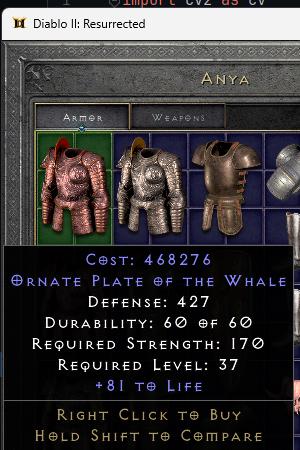 import cv2 as cv
Diablo II: Resurrected
Anya
Armor
Weapons
Cost: 468276
Ornate Plate of the Whale
Defense: 427
Durability: 60 of 60
Required Strength: 170
Required Level: 37
+81 to Life
Right Click to Buy
Hold Shift to Compare